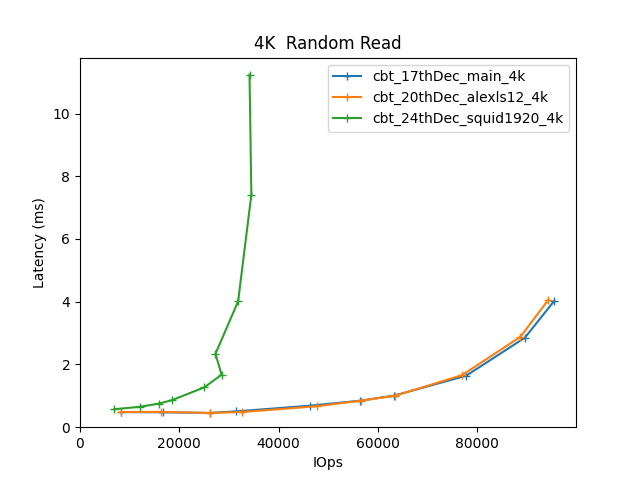 4K  Random Read
cbt_17thDec_main_4k
cbt_20thDec_alexls12_4k
cbt_24thDec_squid1920_4k
Latency (ms)
10
8
6
4
2
0
0
20000
40000
60000
80000
IOps